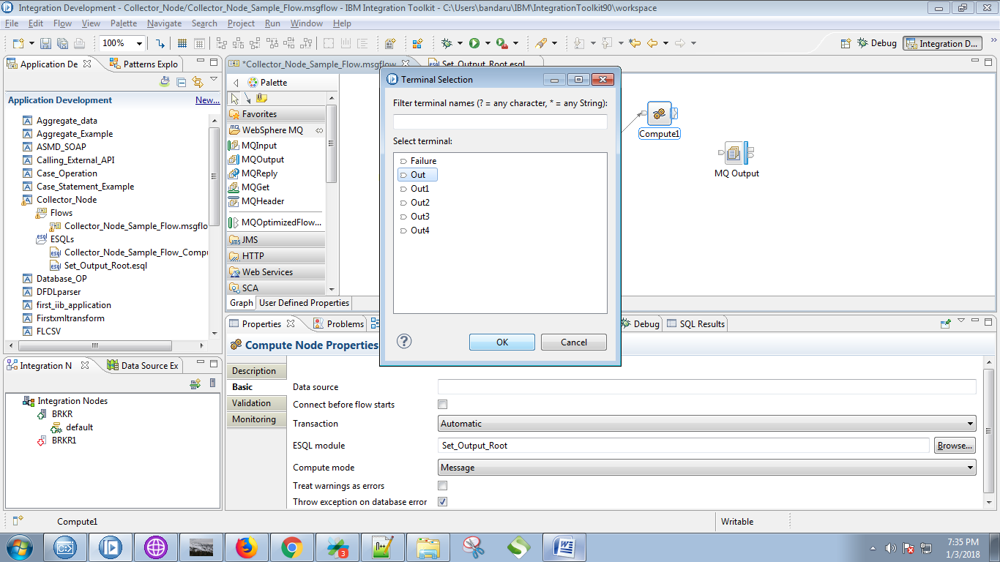 Integration Development - Collector_Node/Collector_Node_Sample_Flow.msgflow - IBM Integration Toolkit - C:\Users\bandaru\IBM\IntegrationToolkit90\workspace
File Edit Flow View Palette Navigate Search Project Run Window Help
100%
Debug
Integration D...
Application De
Patterns Explo
Application Development
New...
Aggregate_data
Aggregate_Example
ASMD_SOAP
Calling_External_API
Case_Operation
Case_Statement_Example
Collector_Node
Flows
Collector_Node_Sample_Flow.msgflo
ESQLs
Collector_Node_Sample_Flow_Compu
Set_Output_Root.esql
Database_OP
DFDLparser
first_iib_application
Firstxmltransform
FLCSV
*Collector_Node_Sample_Flow.msgflow
Set_Output_Root.esql
Palette
Favorites
WebSphere MQ
MQInput
MQOutput
MQReply
MQGet
MQHeader
MQOptimizedFlow...
JMS
HTTP
Web Services
SCA
Graph
User Defined Properties
Compute1
MQ Output
Terminal Selection
Filter terminal names (? = any character, * = any String):
Select terminal:
Failure
Out
Out1
Out2
Out3
Out4
OK
Cancel
Properties
Problems
Debug
SQL Results
Compute Node Properties
Description
Basic
Validation
Monitoring
Data source
Connect before flow starts
Transaction
Automatic
ESQL module
Set_Output_Root
Browse...
Compute mode
Message
Treat warnings as errors
Throw exception on database error
Integration N
Data Source Ex
Integration Nodes
BRKR
default
BRKR1
Compute1
Writable
3
7:35 PM
1/3/2018